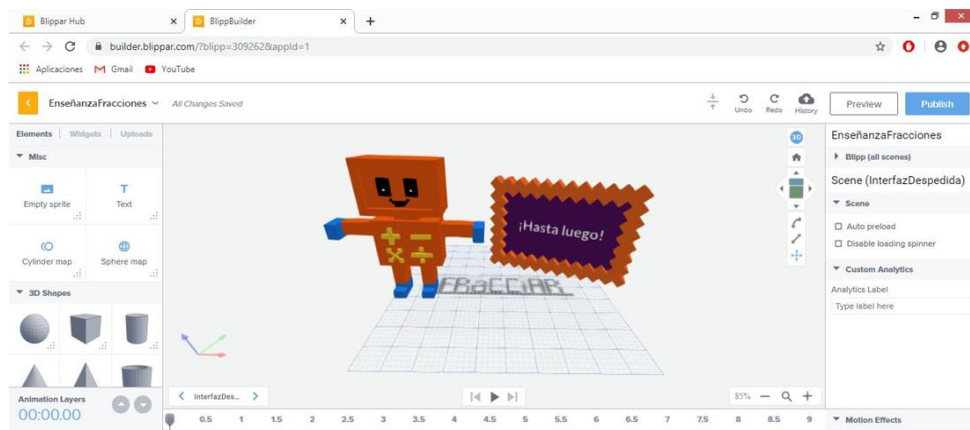 Blippar Hub
BlippBuilder
builder.blippar.com/?blipp=309262&appId=1
Aplicaciones Gmail YouTube
EnseñanzaFracciones All Changes Saved
Undo Redo History Preview Publish
Elements Widgets Uploads
Misc
Empty sprite Text
Cylinder map Sphere map
3D Shapes
Animation Layers
00:00.00
3D
¡Hasta luego!
FRaCCiAR
EnseñanzaFracciones
Blipp (all scenes)
Scene (InterfazDespedida)
Scene
Auto preload
Disable loading spinner
Custom Analytics
Analytics Label
Type label here
InterfazDes...
85%
0.5 1 1.5 2 2.5 3 3.5 4 4.5 5 5.5 6 6.5 7 7.5 8 8.5 9
Motion Effects